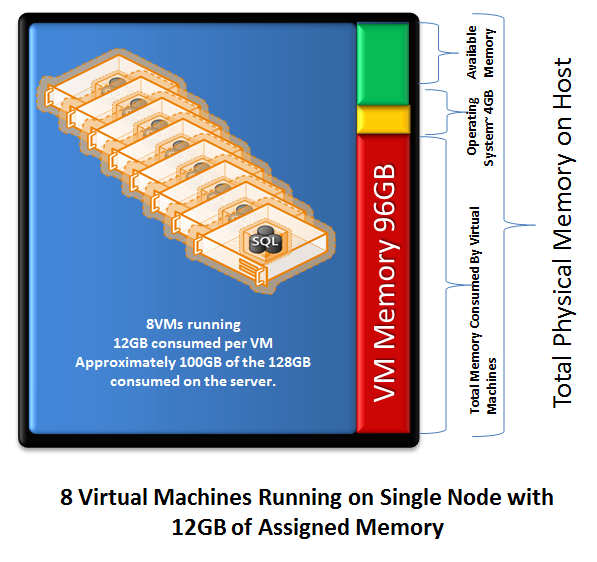 SQL
8VMs running
12GB consumed per VM
Approximately 100GB of the 128GB
consumed on the server.
VM Memory 96GB
Available
Memory
Operating
System~ 4GB
Total Memory Consumed By Virtual
Machines
Total Physical Memory on Host
8 Virtual Machines Running on Single Node with
12GB of Assigned Memory